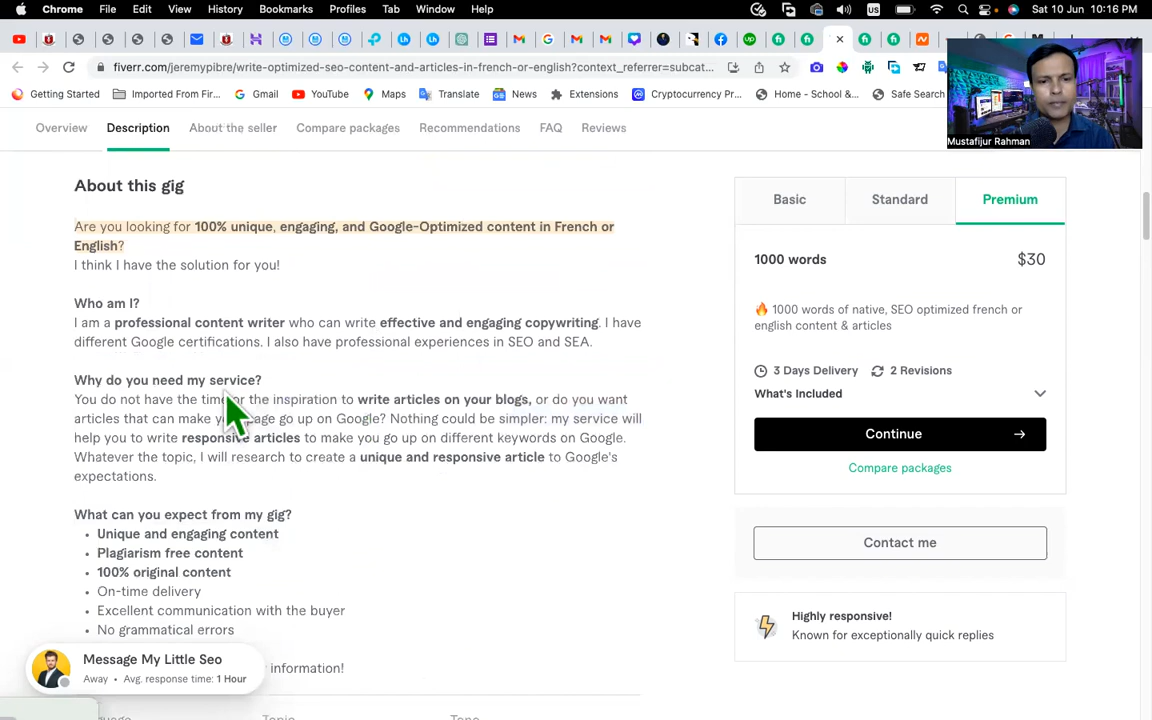 Chrome File Edit View History Bookmarks Profiles Tab Window Help US Sat 10 Jun 10:16 PM
fiverr.com/jeremypibre/write-optimized-seo-content-and-articles-in-french-or-english?context_referrer=subcat...
Getting Started Imported From Fir... Gmail YouTube Maps Translate News Extensions Cryptocurrency Pr... Home - School &... Safe Search
Mustafijur Rahman
Overview Description About the seller Compare packages Recommendations FAQ Reviews
About this gig
Are you looking for 100% unique, engaging, and Google-Optimized content in French or
English?
I think I have the solution for you!
Who am I?
I am a professional content writer who can write effective and engaging copywriting. I have
different Google certifications. I also have professional experiences in SEO and SEA.
Why do you need my service?
You do not have the time or the inspiration to write articles on your blogs, or do you want
articles that can make your page go up on Google? Nothing could be simpler: my service will
help you to write responsive articles to make you go up on different keywords on Google.
Whatever the topic, I will research to create a unique and responsive article to Google's
expectations.
What can you expect from my gig?
Unique and engaging content
Plagiarism free content
100% original content
On-time delivery
Excellent communication with the buyer
No grammatical errors
information!
Topic Tone
Message My Little Seo
Away • Avg. response time: 1 Hour
Basic Standard Premium
1000 words $30
🔥 1000 words of native, SEO optimized french or
english content & articles
3 Days Delivery 2 Revisions
What's Included
Continue →
Compare packages
Contact me
Highly responsive!
Known for exceptionally quick replies